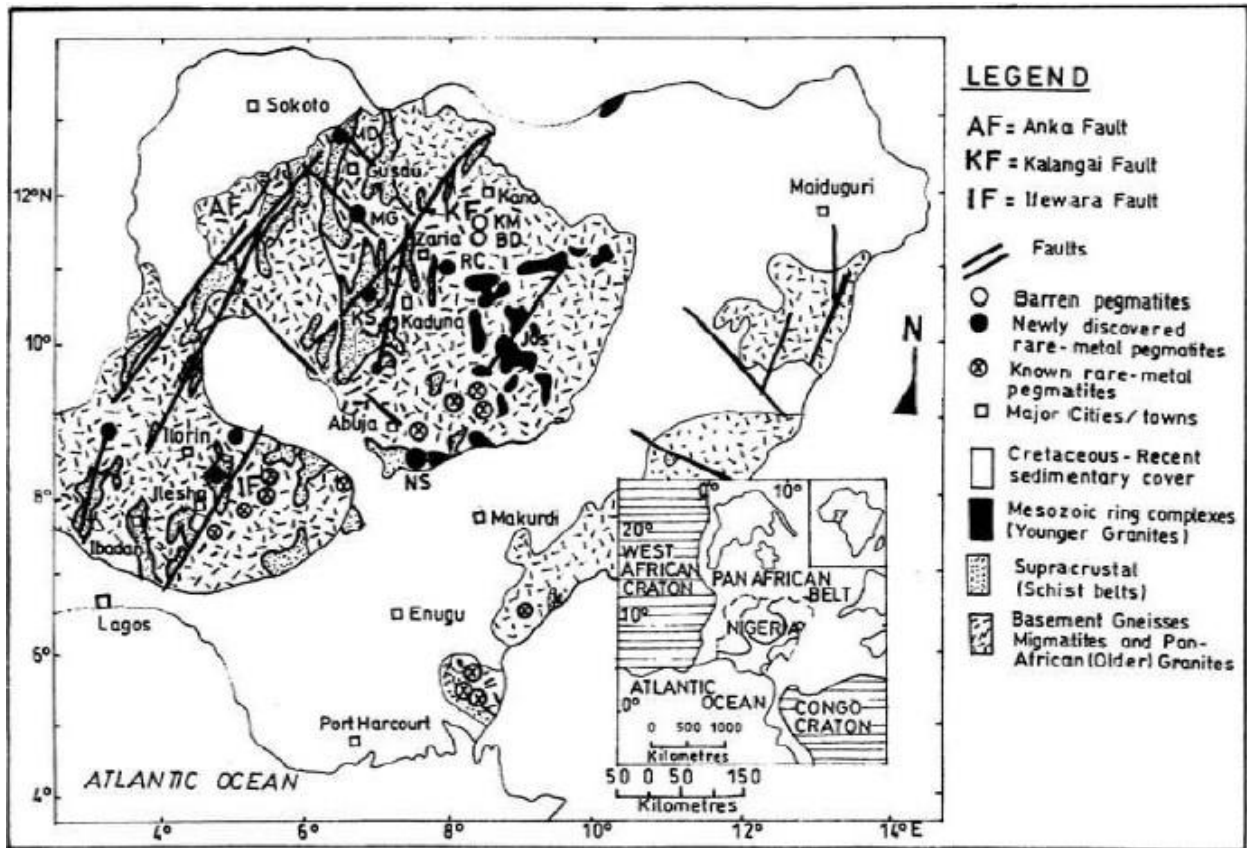 Sokoto
MD
Gusau
12°N
Kano
AF
MG
KF
KM
Zaria
BD
RC
Maiduguri
KS
Kaduna
10°
Jos
N
Abuja
Ilorin
NS
IF
8°
Ilesha
Makurdi
Ibadan
Lagos
Enugu
6°
Port Harcourt
ATLANTIC OCEAN
4°
4°
6°
8°
10°
12°
14°E
0°
10°
20°
WEST
AFRICAN
CRATON
PAN AFRICAN
BELT
10°
NIGERIA
ATLANTIC
OCEAN
0°
CONGO
CRATON
0 500 1000
Kilometres
50 0 50 150
Kilometres
LEGEND
AF = Anka Fault
KF = Kalangai Fault
IF = Ifewara Fault
Faults
Barren pegmatites
Newly discovered
rare-metal pegmatites
Known rare-metal
pegmatites
Major Cities/towns
Cretaceous-Recent
sedimentary cover
Mesozoic ring complexes
(Younger Granites)
Supracrustal
(Schist belts)
Basement Gneisses
Migmatites and Pan-
African(Older) Granites